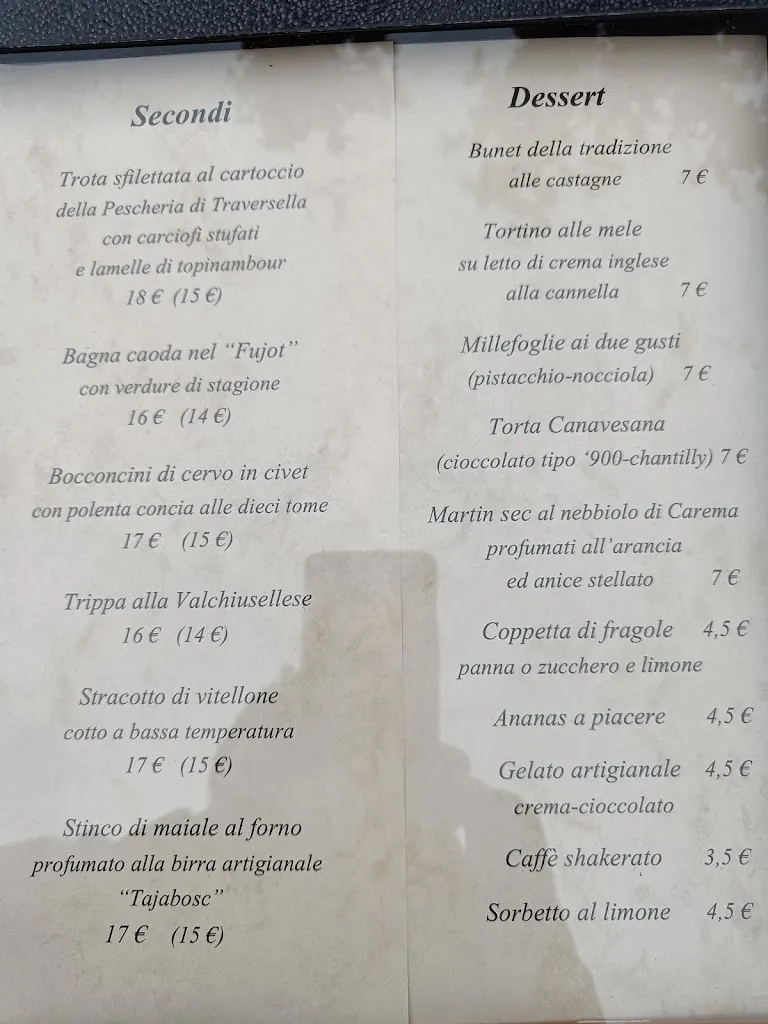 Secondi
Trota sfilettata al cartoccio
della Pescheria di Traversella
con carciofi stufati
e lamelle di topinambour
18 € (15 €)
Bagna caoda nel “Fujot”
con verdure di stagione
16 € (14 €)
Bocconcini di cervo in civet
con polenta concia alle dieci tome
17 € (15 €)
Trippa alla Valchiusellese
16 € (14 €)
Stracotto di vitellone
cotto a bassa temperatura
17 € (15 €)
Stinco di maiale al forno
profumato alla birra artigianale
“Tajabosc”
17 € (15 €)
Dessert
Bunet della tradizione
alle castagne 7 €
Tortino alle mele
su letto di crema inglese
alla cannella 7 €
Millefoglie ai due gusti
(pistacchio-nocciola) 7 €
Torta Canavesana
(cioccolato tipo ‘900-chantilly) 7 €
Martin sec al nebbiolo di Carema
profumati all’arancia
ed anice stellato 7 €
Coppetta di fragole 4,5 €
panna o zucchero e limone
Ananas a piacere 4,5 €
Gelato artigianale 4,5 €
crema-cioccolato
Caffè shakerato 3,5 €
Sorbetto al limone 4,5 €